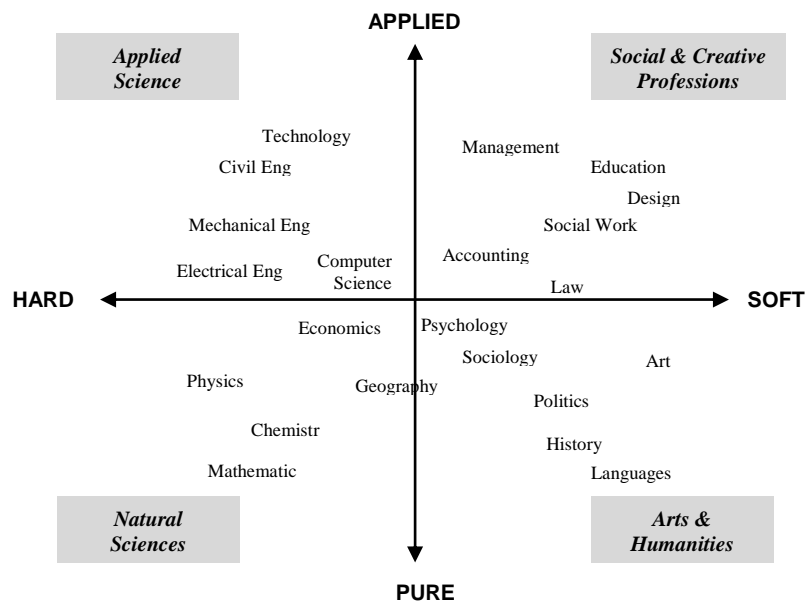 APPLIED
Applied
Science
Social & Creative
Professions
Technology
Management
Civil Eng
Education
Design
Mechanical Eng
Social Work
Accounting
Computer
Science
Electrical Eng
Law
HARD
SOFT
Economics
Psychology
Sociology
Art
Physics
Geography
Politics
Chemistr
History
Mathematic
Languages
Natural
Sciences
Arts &
Humanities
PURE